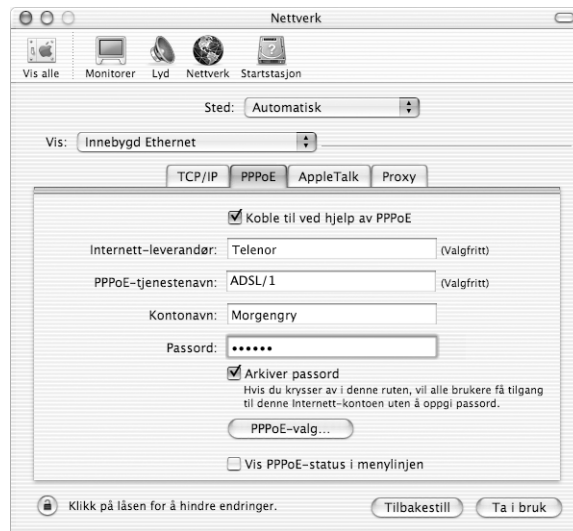 Nettverk
Vis alle Monitorer Lyd Nettverk Startstasjon
Sted: Automatisk
Vis: Innebygd Ethernet
TCP/IP PPPoE AppleTalk Proxy
Koble til ved hjelp av PPPoE
Internett-leverandør: Telenor (Valgfritt)
PPPoE-tjenestenavn: ADSL/1 (Valgfritt)
Kontonavn: Morgengry
Passord: ••••••
Arkiver passord
Hvis du krysser av i denne ruten, vil alle brukere få tilgang
til denne Internett-kontoen uten å oppgi passord.
PPPoE-valg...
Vis PPPoE-status i menylinjen
Klikk på låsen for å hindre endringer. Tilbakestill Ta i bruk